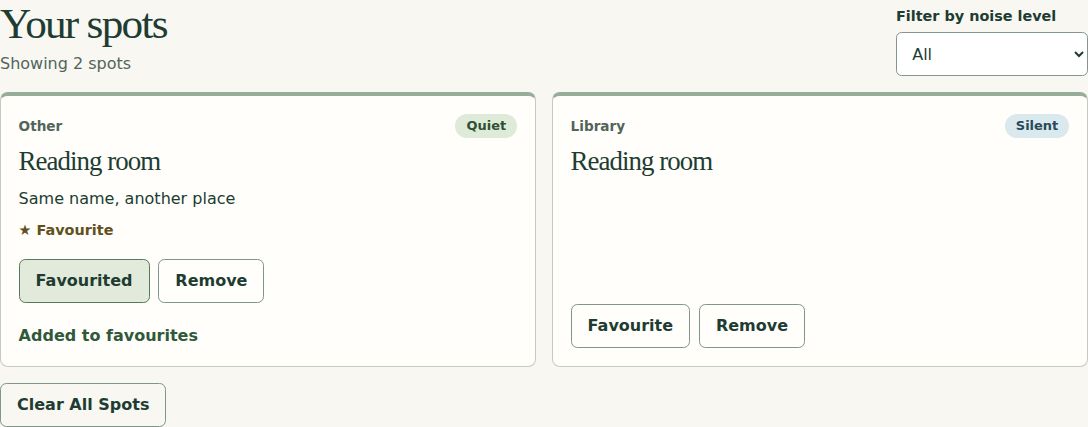 Your spots
Showing 2 spots
Filter by noise level
All
Other
Quiet
Reading room
Same name, another place
★ Favourite
Favourited
Remove
Added to favourites
Library
Silent
Reading room
Favourite
Remove
Clear All Spots